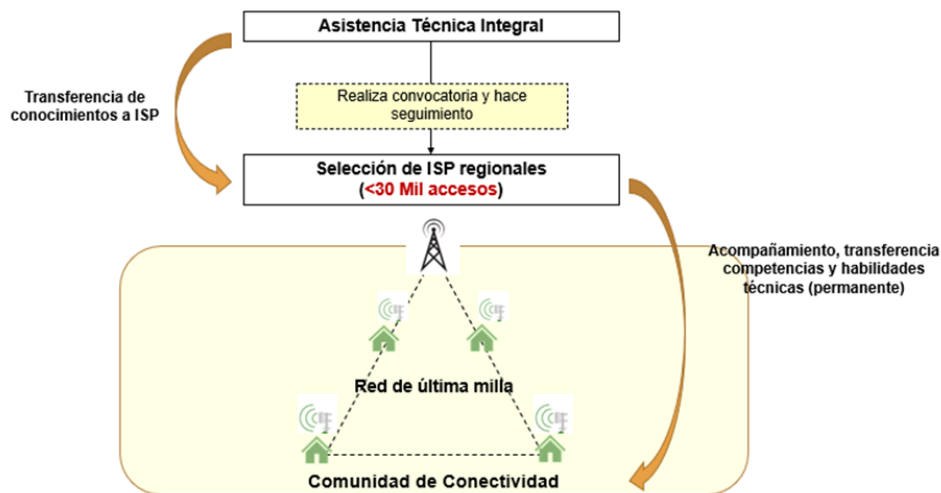 Asistencia Técnica Integral
Transferencia de
conocimientos a ISP
Realiza convocatoria y hace
seguimiento
Selección de ISP regionales
(<30 Mil accesos)
Acompañamiento, transferencia
competencias y habilidades
técnicas (permanente)
Red de última milla
Comunidad de Conectividad